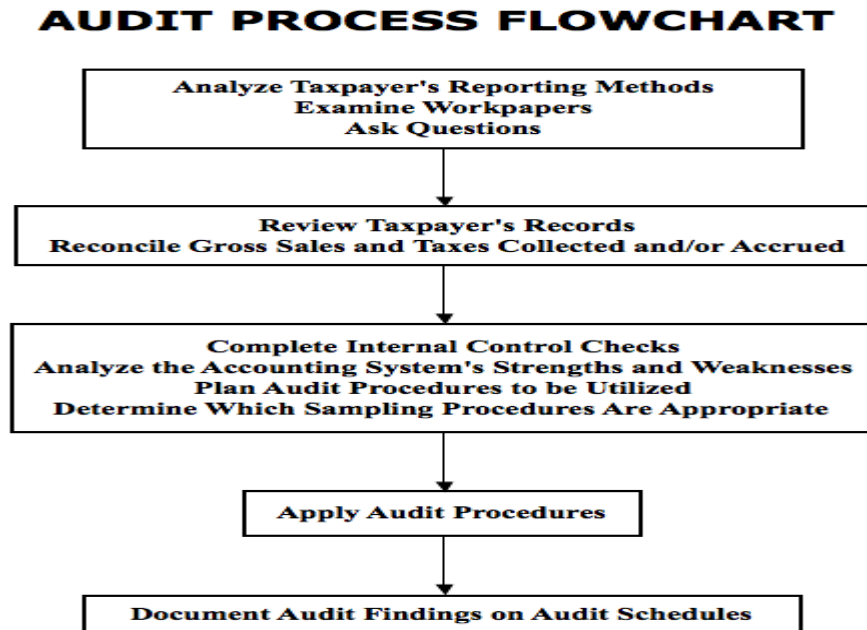 AUDIT PROCESS FLOWCHART
Analyze Taxpayer's Reporting Methods
Examine Workpapers
Ask Questions
Review Taxpayer's Records
Reconcile Gross Sales and Taxes Collected and/or Accrued
Complete Internal Control Checks
Analyze the Accounting System's Strengths and Weaknesses
Plan Audit Procedures to be Utilized
Determine Which Sampling Procedures Are Appropriate
Apply Audit Procedures
Document Audit Findings on Audit Schedules